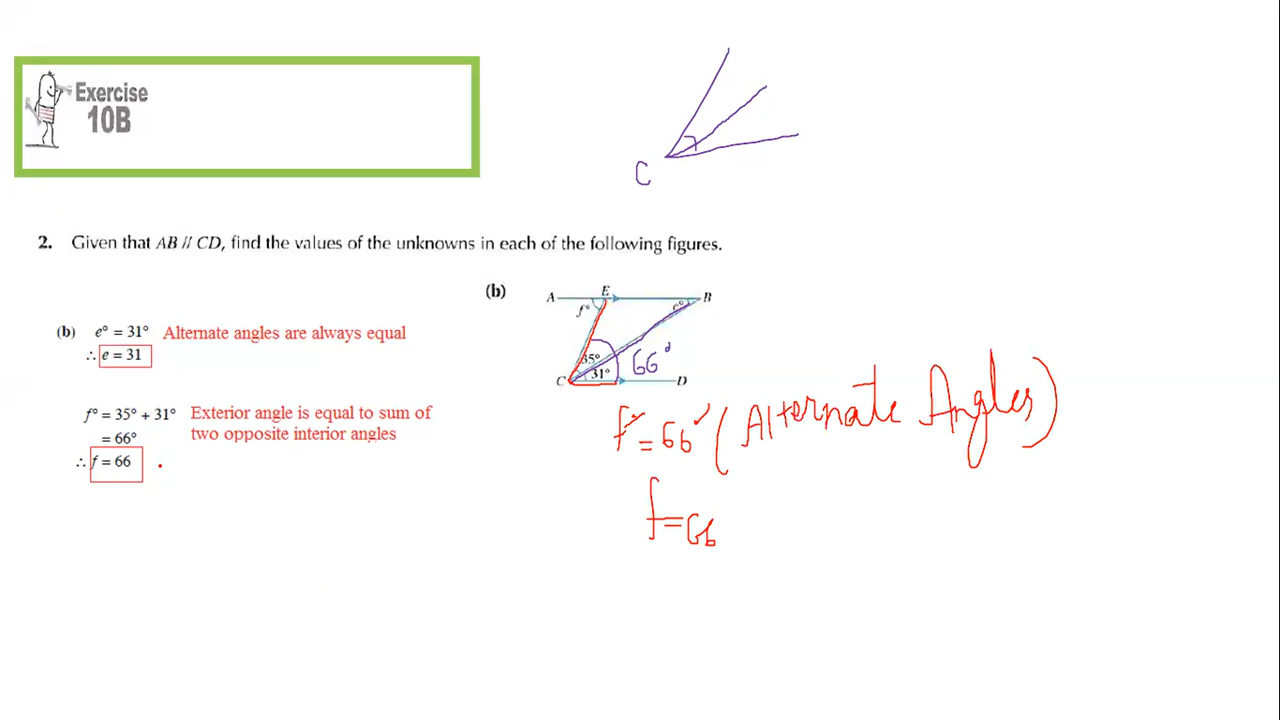 Exercise
10B
C
2. Given that AB // CD, find the values of the unknowns in each of the following figures.
(b)
A E B
f° e°
35° 66°
C 31° D
(b) e° = 31° Alternate angles are always equal
∴ e = 31
f° = 35° + 31° Exterior angle is equal to sum of
= 66° two opposite interior angles
∴ f = 66
f° = 66° (Alternate Angles)
f = 66